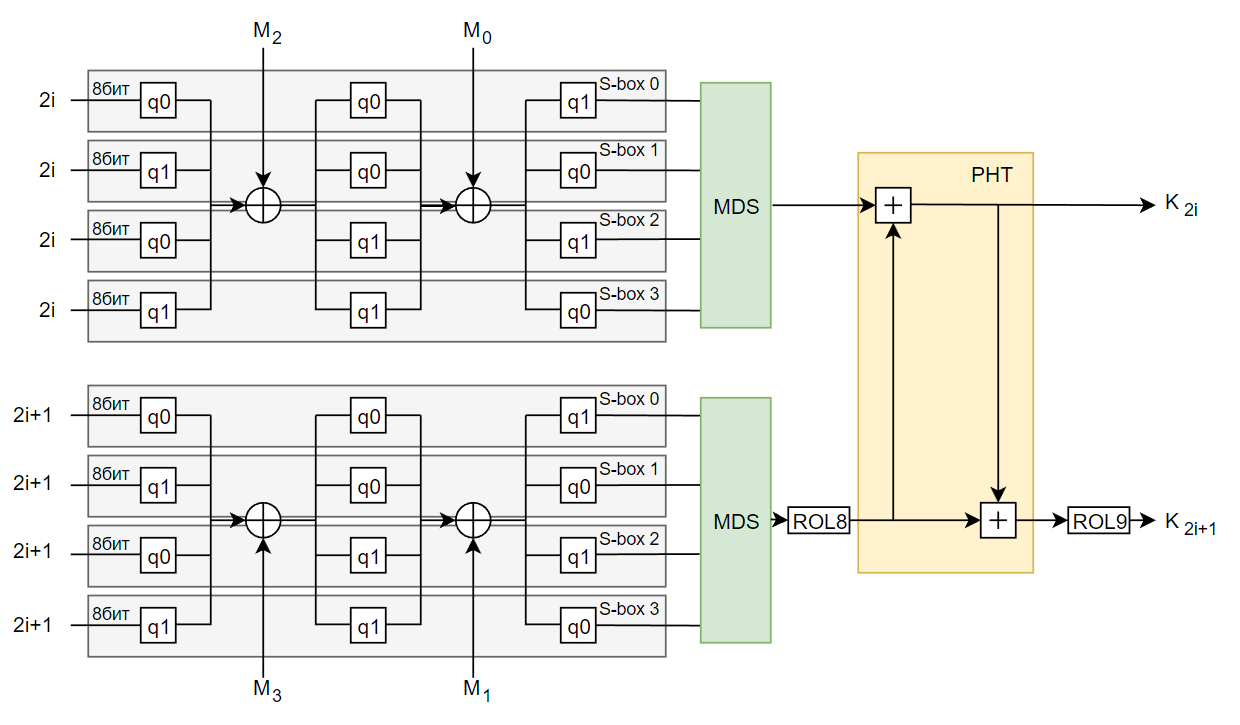 M2 M0
2i 8бит q0 q0 q1 S-box 0
2i 8бит q1 q0 q0 S-box 1
MDS PHT + K 2i
2i 8бит q0 q1 q1 S-box 2
2i 8бит q1 q1 q0 S-box 3
2i+1 8бит q0 q0 q1 S-box 0
2i+1 8бит q1 q0 q0 S-box 1
MDS ROL8 + ROL9 K 2i+1
2i+1 8бит q0 q1 q1 S-box 2
2i+1 8бит q1 q1 q0 S-box 3
M3 M1